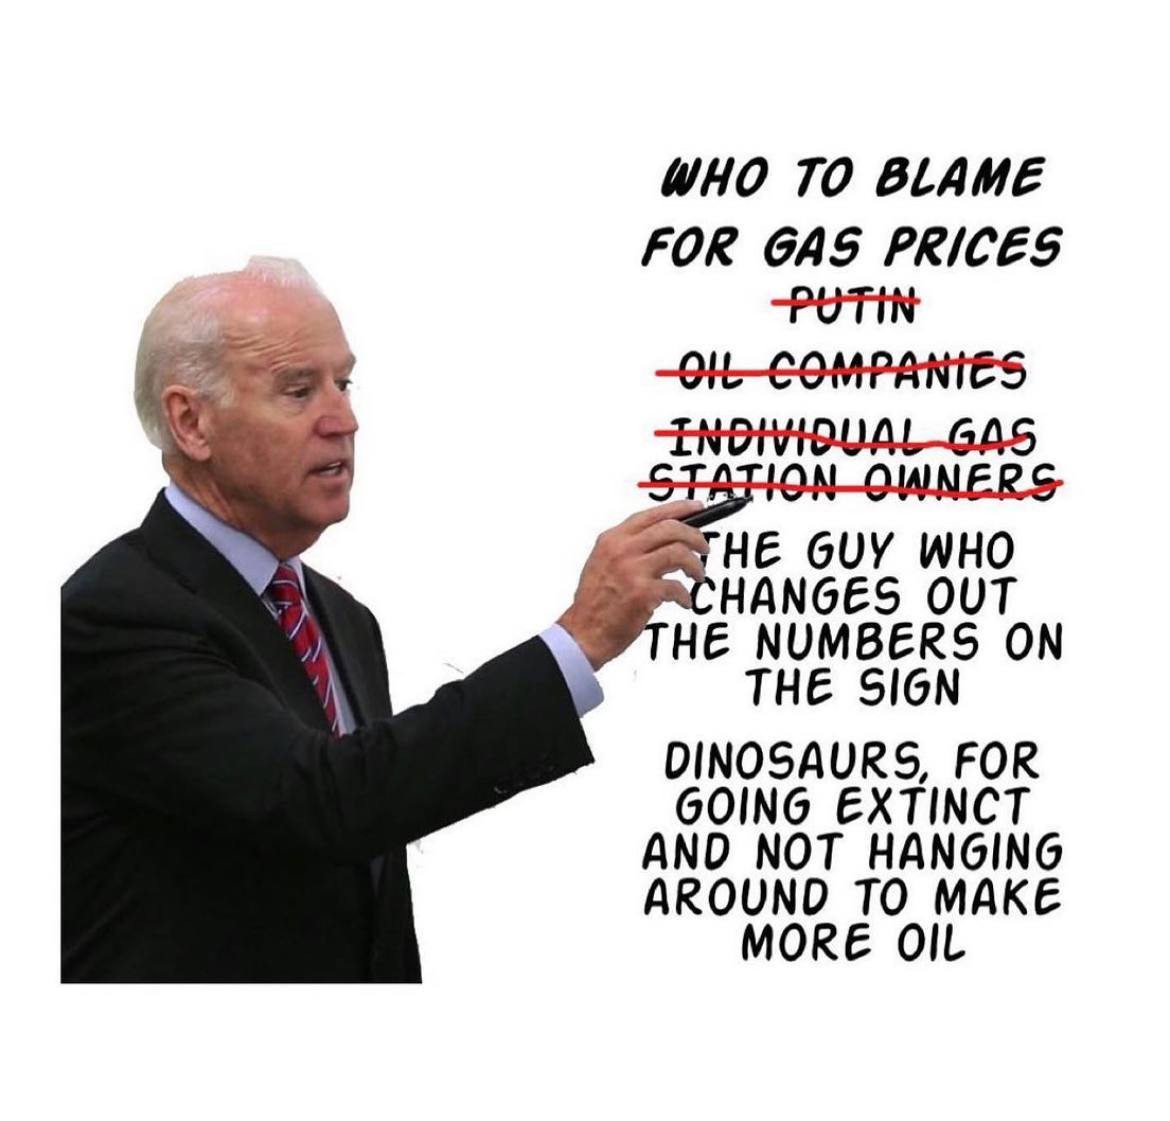 WHO TO BLAME
FOR GAS PRICES
PUTIN
OIL COMPANIES
INDIVIDUAL GAS
STATION OWNERS
THE GUY WHO
CHANGES OUT
THE NUMBERS ON
THE SIGN
DINOSAURS, FOR
GOING EXTINCT
AND NOT HANGING
AROUND TO MAKE
MORE OIL